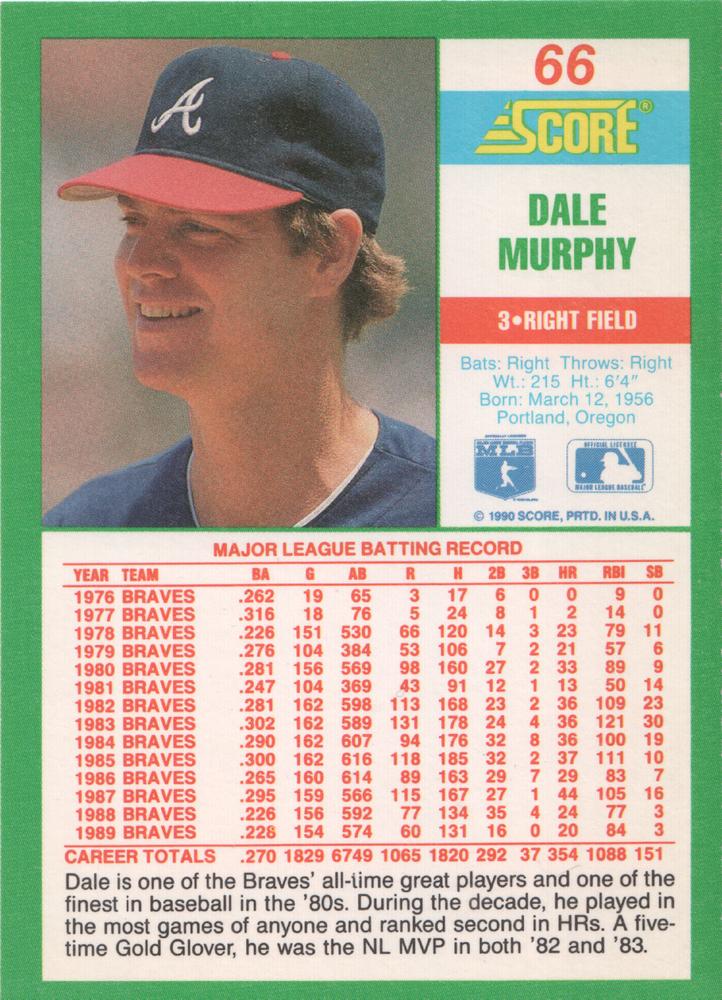 A
66
SCORE®
DALE
MURPHY
3•RIGHT FIELD
Bats: Right Throws: Right
Wt.: 215 Ht.: 6'4"
Born: March 12, 1956
Portland, Oregon
MLB
OFFICIAL LICENSEE
MAJOR LEAGUE BASEBALL
© 1990 SCORE, PRTD. IN U.S.A.
MAJOR LEAGUE BATTING RECORD
YEAR TEAM BA G AB R H 2B 3B HR RBI SB
1976 BRAVES .262 19 65 3 17 6 0 0 9 0
1977 BRAVES .316 18 76 5 24 8 1 2 14 0
1978 BRAVES .226 151 530 66 120 14 3 23 79 11
1979 BRAVES .276 104 384 53 106 7 2 21 57 6
1980 BRAVES .281 156 569 98 160 27 2 33 89 9
1981 BRAVES .247 104 369 43 91 12 1 13 50 14
1982 BRAVES .281 162 598 113 168 23 2 36 109 23
1983 BRAVES .302 162 589 131 178 24 4 36 121 30
1984 BRAVES .290 162 607 94 176 32 8 36 100 19
1985 BRAVES .300 162 616 118 185 32 2 37 111 10
1986 BRAVES .265 160 614 89 163 29 7 29 83 7
1987 BRAVES .295 159 566 115 167 27 1 44 105 16
1988 BRAVES .226 156 592 77 134 35 4 24 77 3
1989 BRAVES .228 154 574 60 131 16 0 20 84 3
CAREER TOTALS .270 1829 6749 1065 1820 292 37 354 1088 151
Dale is one of the Braves' all-time great players and one of the
finest in baseball in the '80s. During the decade, he played in
the most games of anyone and ranked second in HRs. A five-
time Gold Glover, he was the NL MVP in both '82 and '83.